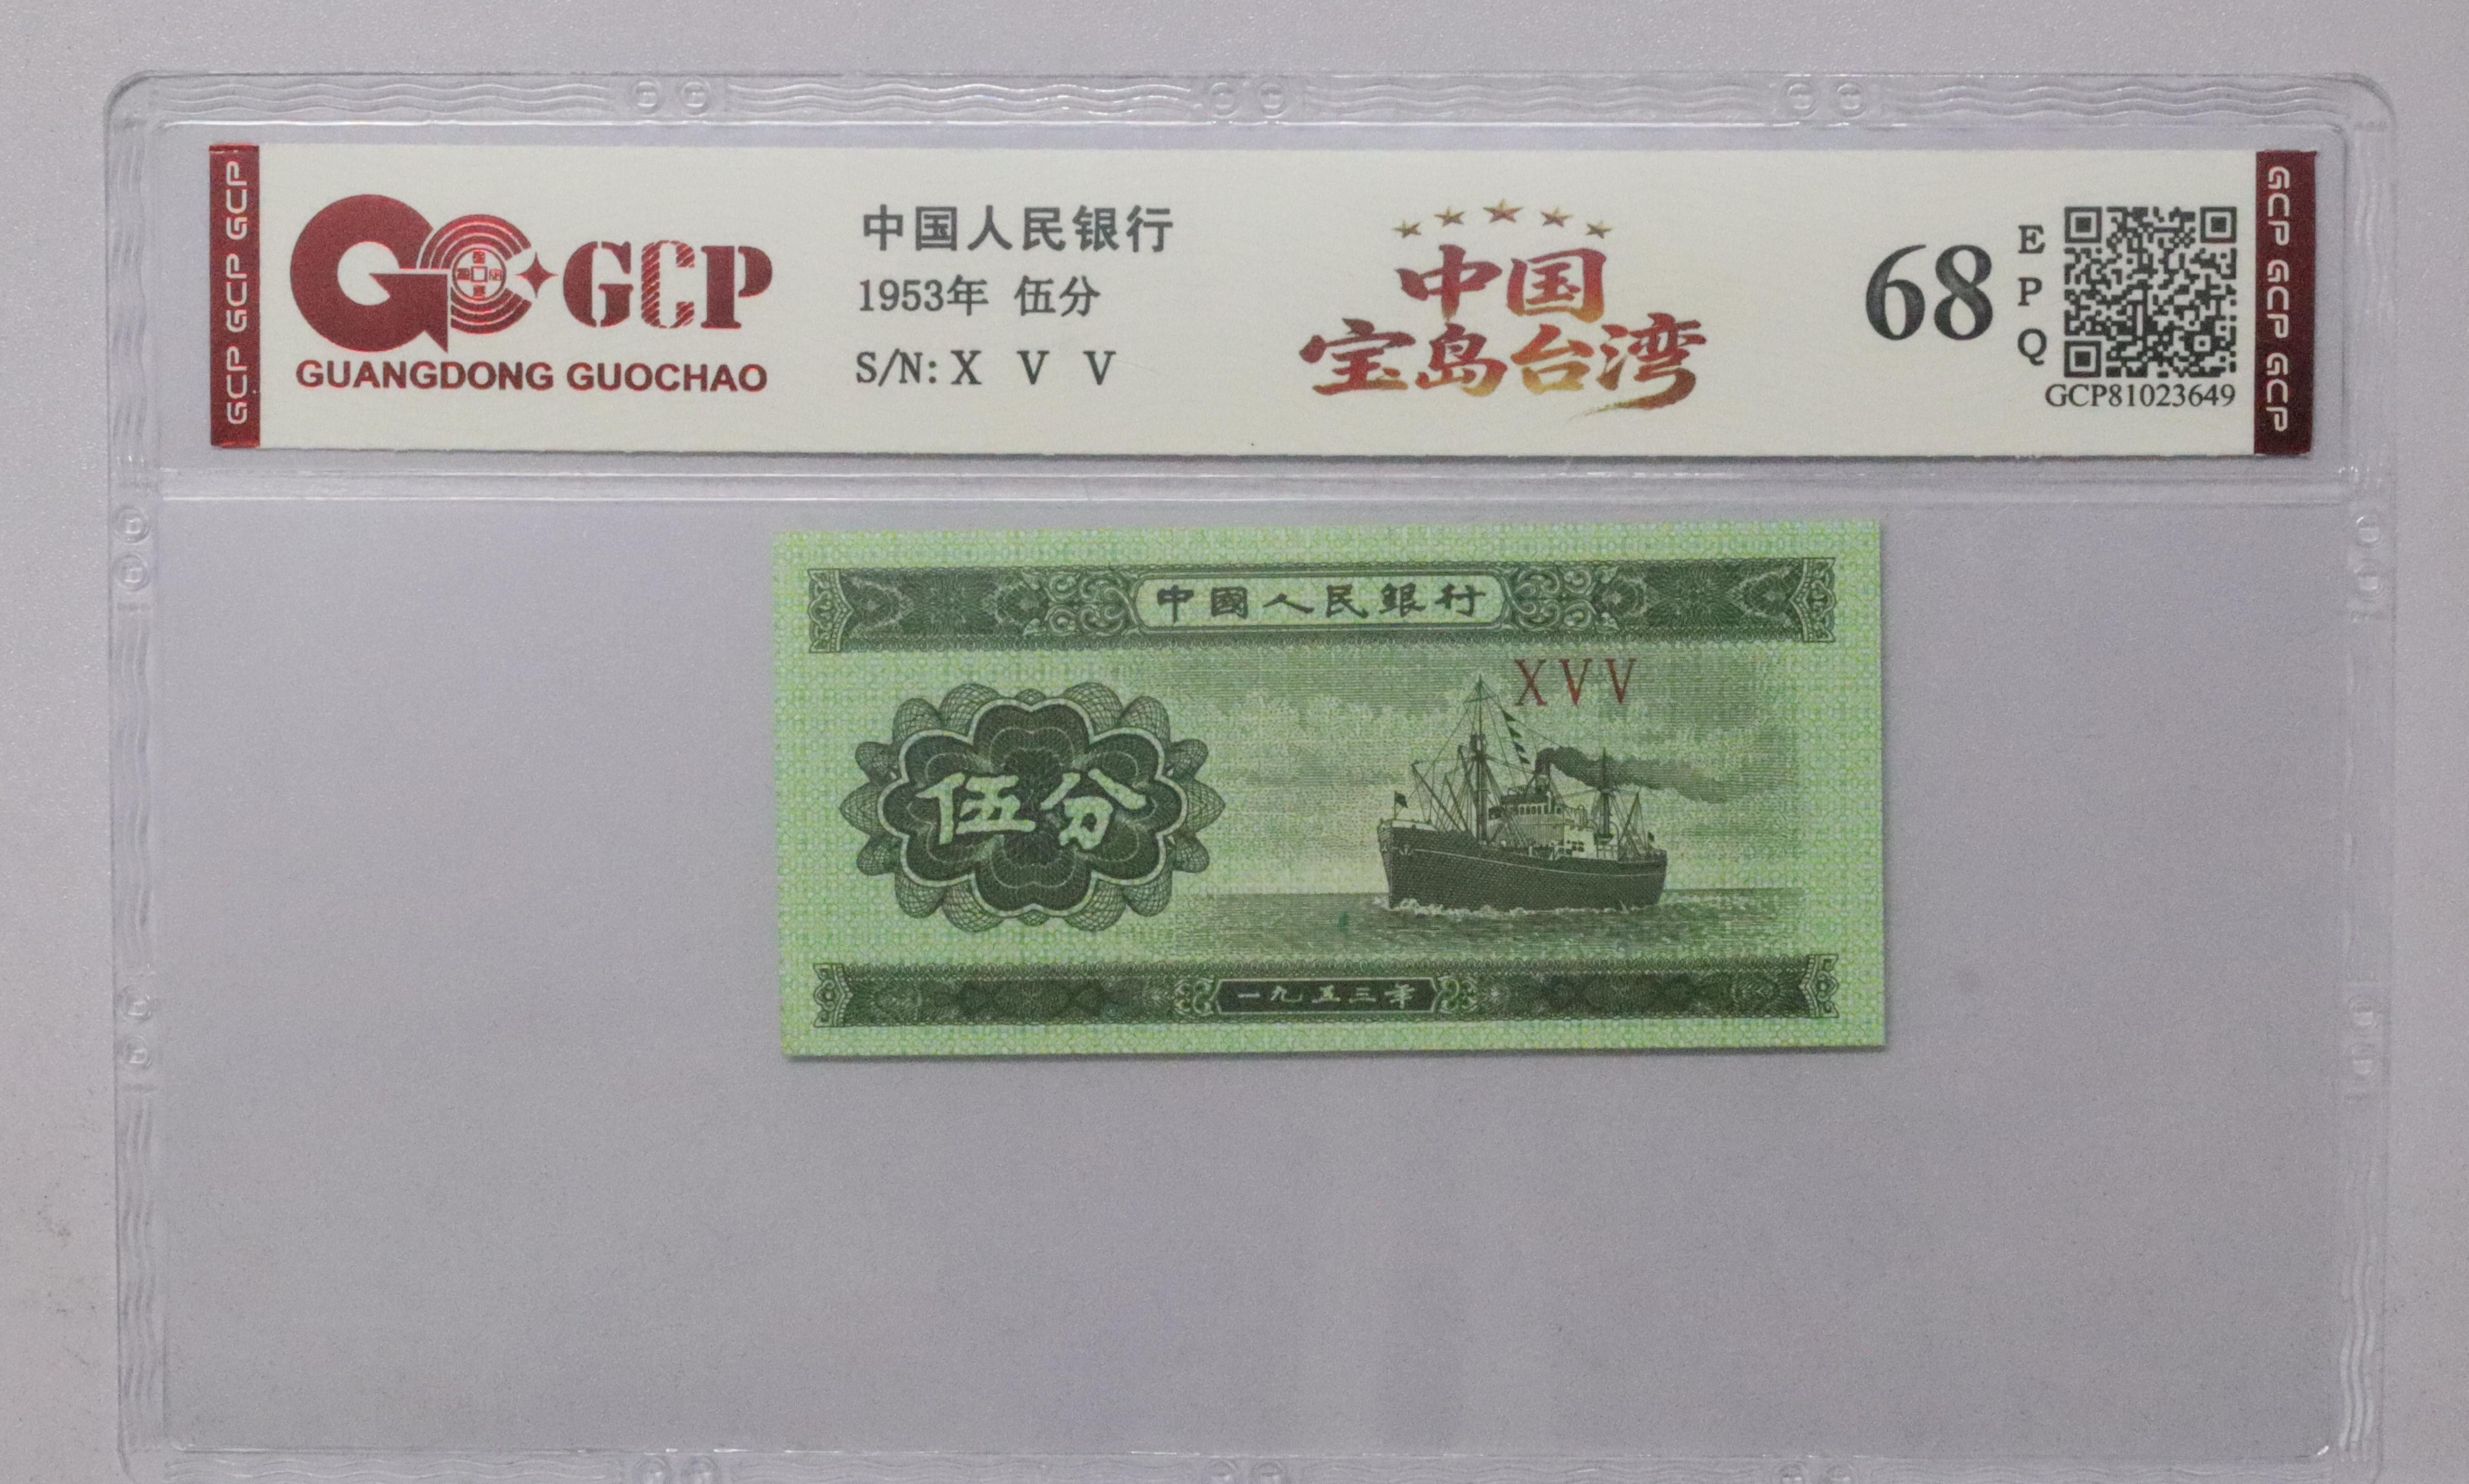 GCP GCP GCP
GCP
GUANGDONG GUOCHAO
中国人民银行
1953年 伍分
S/N: X V V
中国
宝岛台湾
68
E
P
Q
GCP81023649
GCP GCP GCP
中國人民銀行
XVV
伍分
一九五三年